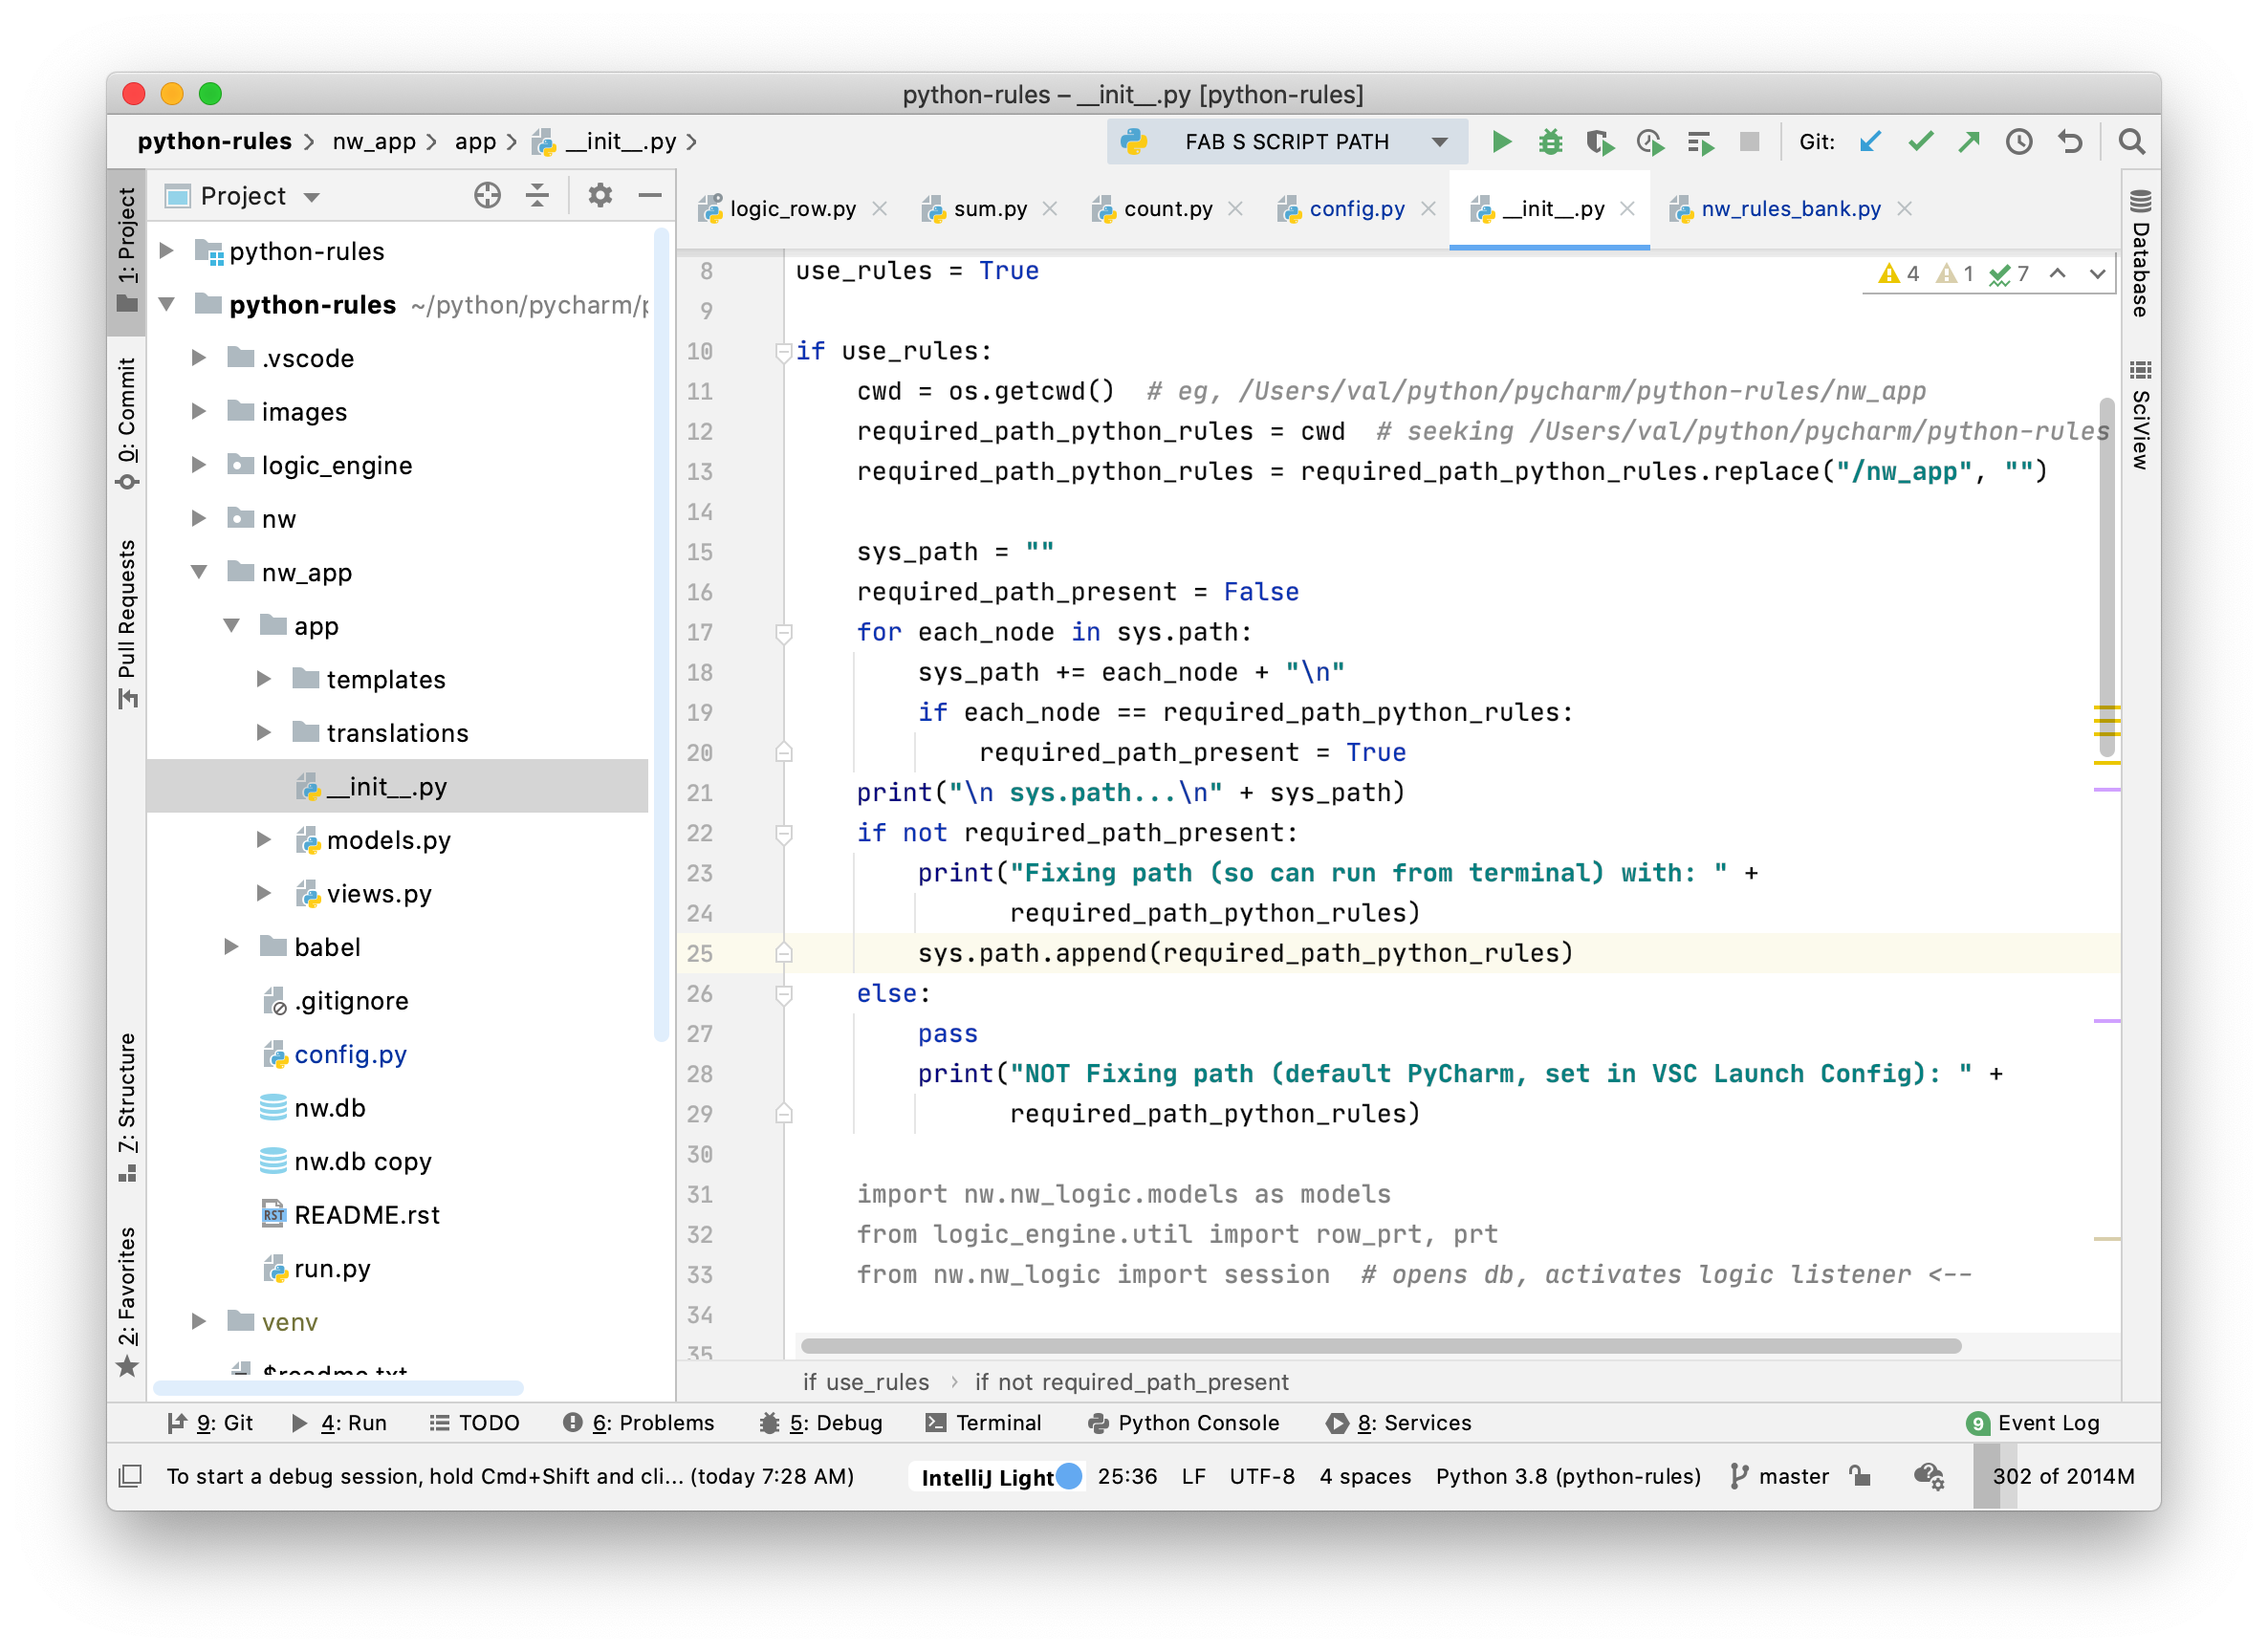 python-rules – __init__.py [python-rules]
python-rules nw_app app __init__.py
FAB S SCRIPT PATH
Git:
1: Project
0: Commit
Pull Requests
7: Structure
2: Favorites
Project
python-rules
python-rules ~/python/pycharm/p
.vscode
images
logic_engine
nw
nw_app
app
templates
translations
__init__.py
models.py
views.py
babel
.gitignore
config.py
nw.db
nw.db copy
README.rst
run.py
venv
$readme.txt
logic_row.py sum.py count.py config.py __init__.py nw_rules_bank.py
4 1 7
8 use_rules = True
9
10 if use_rules:
11 cwd = os.getcwd()  # eg, /Users/val/python/pycharm/python-rules/nw_app
12 required_path_python_rules = cwd  # seeking /Users/val/python/pycharm/python-rules
13 required_path_python_rules = required_path_python_rules.replace("/nw_app", "")
14
15 sys_path = ""
16 required_path_present = False
17 for each_node in sys.path:
18 sys_path += each_node + "\n"
19 if each_node == required_path_python_rules:
20 required_path_present = True
21 print("\n sys.path...\n" + sys_path)
22 if not required_path_present:
23 print("Fixing path (so can run from terminal) with: " +
24 required_path_python_rules)
25 sys.path.append(required_path_python_rules)
26 else:
27 pass
28 print("NOT Fixing path (default PyCharm, set in VSC Launch Config): " +
29 required_path_python_rules)
30
31 import nw.nw_logic.models as models
32 from logic_engine.util import row_prt, prt
33 from nw.nw_logic import session  # opens db, activates logic listener <--
34
35
if use_rules › if not required_path_present
Database
SciView
9: Git 4: Run TODO 6: Problems 5: Debug Terminal Python Console 8: Services 9 Event Log
To start a debug session, hold Cmd+Shift and cli... (today 7:28 AM) IntelliJ Light 25:36 LF UTF-8 4 spaces Python 3.8 (python-rules) master 302 of 2014M